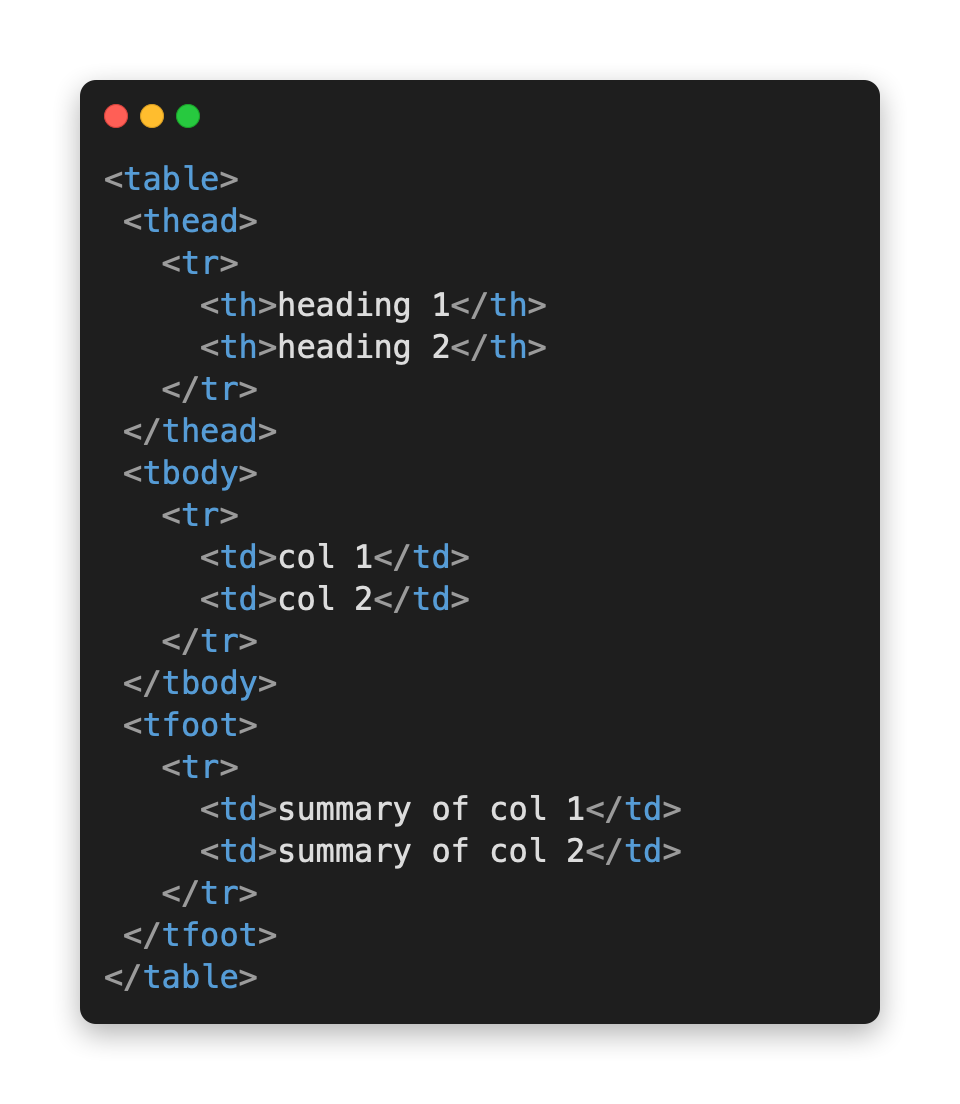 <table>
 <thead>
   <tr>
     <th>heading 1</th>
     <th>heading 2</th>
   </tr>
 </thead>
 <tbody>
   <tr>
     <td>col 1</td>
     <td>col 2</td>
   </tr>
 </tbody>
 <tfoot>
   <tr>
     <td>summary of col 1</td>
     <td>summary of col 2</td>
   </tr>
 </tfoot>
</table>